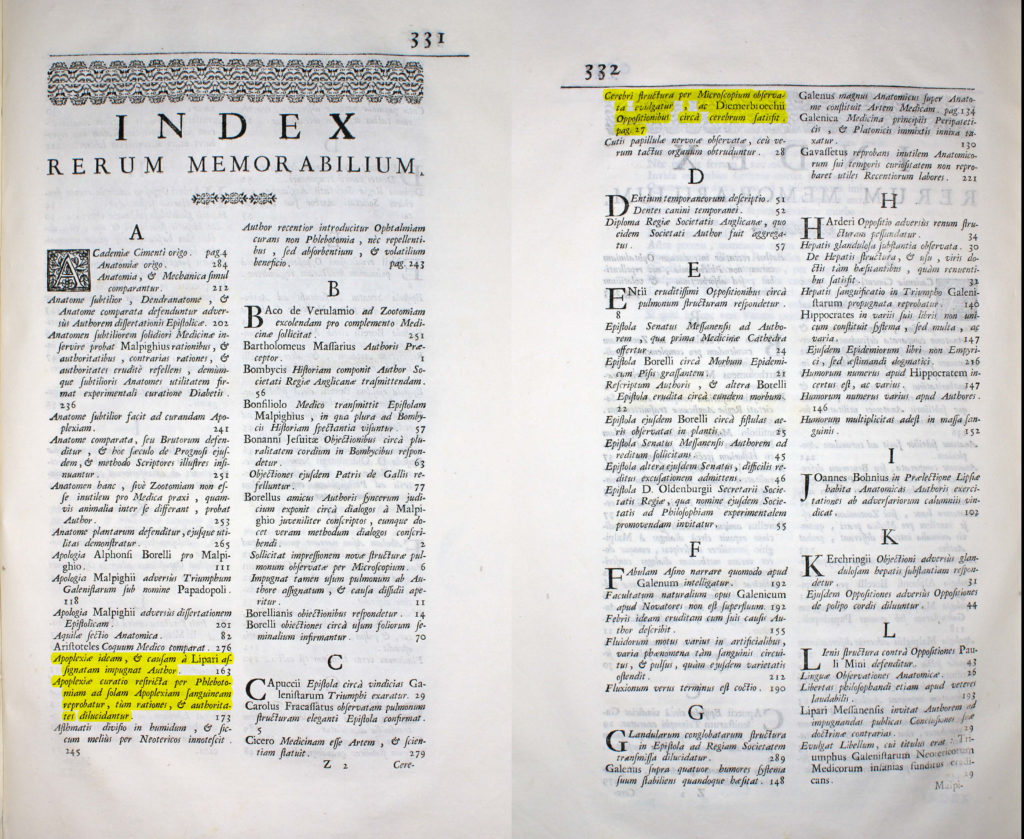 331
INDEX
RERUM MEMORABILIUM.
A
ACademiæ Cimenti origo. pag.4
Anatomiæ origo. 284
Anatomia, & Mechanica simul
comparantur. 212
Anatome subtilior, Dendranatome, &
Anatome comparata defenduntur adver-
sùs Authorem dissertationis Epistolicæ. 202
Anatomen subtiliorem solidiori Medicinæ in-
servire probat Malpighius rationibus, &
authoritatibus, contrarias rationes, &
authoritates eruditè refellens, demùm-
que subtilioris Anatomes utilitatem fir-
mat experimentali curatione Diabetis.
236
Anatome subtilior facit ad curandam Apo-
plexiam. 241
Anatome comparata, seu Brutorum defen-
ditur, & hoc sæculo de Prognosi ejus-
dem, & methodo Scriptores illustres insi-
nuantur. 251
Anatomen hanc, sivè Zootomiam non es-
se inutilem pro Medica praxi, quam-
vis animalia inter se differant, probat
Author. 253
Anatome plantarum defenditur, ejusque uti-
litas demonstratur. 265
Apologia Alphonsi Borelli pro Malpi-
ghio. 111
Apologia Malpighii adversùs Triumphum
Galenistarum sub nomine Papadopoli.
118
Apologia Malpighii adversùs dissertationem
Epistolicam. 201
Aquilæ sectio Anatomica. 82
Aristoteles Coquum Medico comparat. 276
Apoplexiæ ideam, & causam à Lipari as-
signatam impugnat Author. 163
Apoplexiæ curatio restricta per Phleboto-
miam ad solam Apoplexiam sanguineam
reprobatur, tùm rationes, & authorita-
tes dilucidantur. 173
Asthmatis divisio in humidum, & sic-
cum meliùs per Neotericos innotescit.
245
Author recentior introducitur Ophtalmiam
curans non Phlebotomia, nèc repellenti-
bus, sed absorbentium, & volatilium
beneficio. pag.243
B
BAco de Verulamio ad Zootomiam
excolendam pro complemento Medi-
cinæ sollicitat. 251
Bartholomeus Massarius Authoris Præ-
ceptor. 1
Bombycis Historiam componit Author So-
cietati Regiæ Anglicanæ trasmittendam.
56
Bonfiliolo Medico transmittit Epistolam
Malpighius, in qua plura ad Bomby-
cis Historiam spectantia visuntur. 57
Bonanni Jesuitæ Objectionibus circà plu-
ralitatem cordium in Bombycibus respon-
detur. 63
Objectiones ejusdem Patris de Gallis re-
felluntur. 77
Borellus amicus Authoris syncerum judi-
cium exponit circà dialogos à Malpi-
ghio juveniliter conscriptos, eumque do-
cet veram methodum dialogos conscri-
bendi. 2
Sollicitat impressionem novæ structuræ pul-
monum observatæ per Microscopium. 6
Impugnat tamen usum pulmonum ab Au-
thore assignatum, & causa dissidii ape-
ritur. 11
Borellianis obiectionibus respondetur. 14
Borelli obiectiones circà usum foliorum se-
minalium infirmantur. 70
C
CApuccii Epistola circà vindicias Ga-
lenistarum Triumphi exaratur. 29
Carolus Fracassatus observatam pulmonum
structuram eleganti Epistola confirmat.
5
Cicero Medicinam esse Artem, & scien-
tiam statuit. 279
Z 2 Cere-
332
Cerebri structura per Microscopium observa-
ta evulgatur, ac Diemerbroechii
Oppositionibus circà cerebrum satisfit.
pag. 27
Cutis papillulæ nervosæ observatæ, ceù ve-
rum tactus organum obtruduntur. 28
D
DEntium temporaneorum descriptio. 51
Dentes canini temporanei. 52
Diploma Regiæ Societatis Anglicanæ, quo
eidem Societati Author fuit aggrega-
tus. 57
E
ENtii eruditissimi Oppositionibus circà
pulmonum structuram respondetur.
8
Epistola Senatus Messanensis ad Autho-
rem, qua prima Medicinæ Cathedra
offertur. 24
Epistola Borelli circà Morbum Epidemi-
cum Pisis grassantem. 21
Rescriptum Authoris, & altera Borelli
Epistola erudita circà eundem morbum.
22
Epistola ejusdem Borelli circà fistulas ae-
ris observatas in plantis. 25
Epistola Senatus Messanensis Authorem ad
reditum sollicitans. 45
Epistola altera ejusdem Senatus, difficilis re-
ditus excusationem admittens. 46
Epistola D. Oldenburgii Secretarii Socie-
tatis Regiæ, qua nomine ejusdem Socie-
tatis ad Philosophiam experimentalem
promovendam invitatur. 55
F
FAbulam Asino narrare quomodo apud
Galenum intelligatur. 192
Facultatum naturalium opus Galenicum
apud Novatores non est superfluum. 192
Febris ideam eruditam cum suis causis Au-
thor describit. 155
Fluidorum motus varius in artificialibus,
varia phænomena tàm sanguinis circui-
tus, & pulsus, quàm ejusdem varietatis
ostendit. 212
Fluxionum verus terminus est coctio. 190
G
GLandularum conglobatarum structura
in Epistola ad Regiam Societatem
transmissa dilucidatur. 289
Galenus supra quatuor humores systema
suum stabiliens quandoque hæsitat. 148
Galenus magnus Anatomicus super Anato-
me constituit Artem Medicam. pag.134
Galenica Medicina principiis Peripateti-
cis, & Platonicis immixtis innixa ta-
xatur. 130
Gavassetus reprobans inutilem Anatomico-
rum sui temporis curiositatem non repro-
baret utiles Recentiorum labores. 221
H
HArderi Oppositio adversùs renum stru-
cturam pessundatur. 34
Hepatis glandulosa substantia observata. 30
De Hepatis structura, & usu, viris do-
ctis tàm hæsitantibus, quàm renuenti-
bus satisfit. 32
Hepatis sanguificatio in Triumpho Galeni-
starum propugnata reprobatur. 140
Hippocrates in variis suis libris non uni-
cum constituit systema, sed multa, ac
varia. 147
Ejusdem Epidemiorum libri non Empyri-
ci, sed æstimandi dogmatici. 216
Humorum numerus apud Hippocratem in-
certus est, ac varius. 147
Humorum numerus varius apud Authores.
146
Humorum multiplicitas adest in massa san-
guinis. 152
I
JOannes Bohnius in Prælectione Lipsiæ
habita Anatomicas Authoris exerci-
tationes ab adversariorum calumniis vin-
dicat. 102
K
KErchringii Objectioni adversùs glan-
dulosam hepatis substantiam respon-
detur. 31
Ejusdem Oppositiones adversùs Oppositiones
de polipo cordis diluuntur. 44
L
LIenis structura contrà Oppositiones Pau-
li Mini defenditur. 43
Linguæ Observationes Anatomicæ. 26
Libertas philosophandi etiam apud veteres
laudabilis. 193
Lipari Messanensis invitat Authorem ad
impugnandas publicas Conclusiones suæ
doctrinæ contrarias. 29
Evulgat Libellum, cui titulus erat Tri-
umphus Galenistarum Neotericorum
Medicorum insanias funditus eradi-
cans. 29
Malpi-